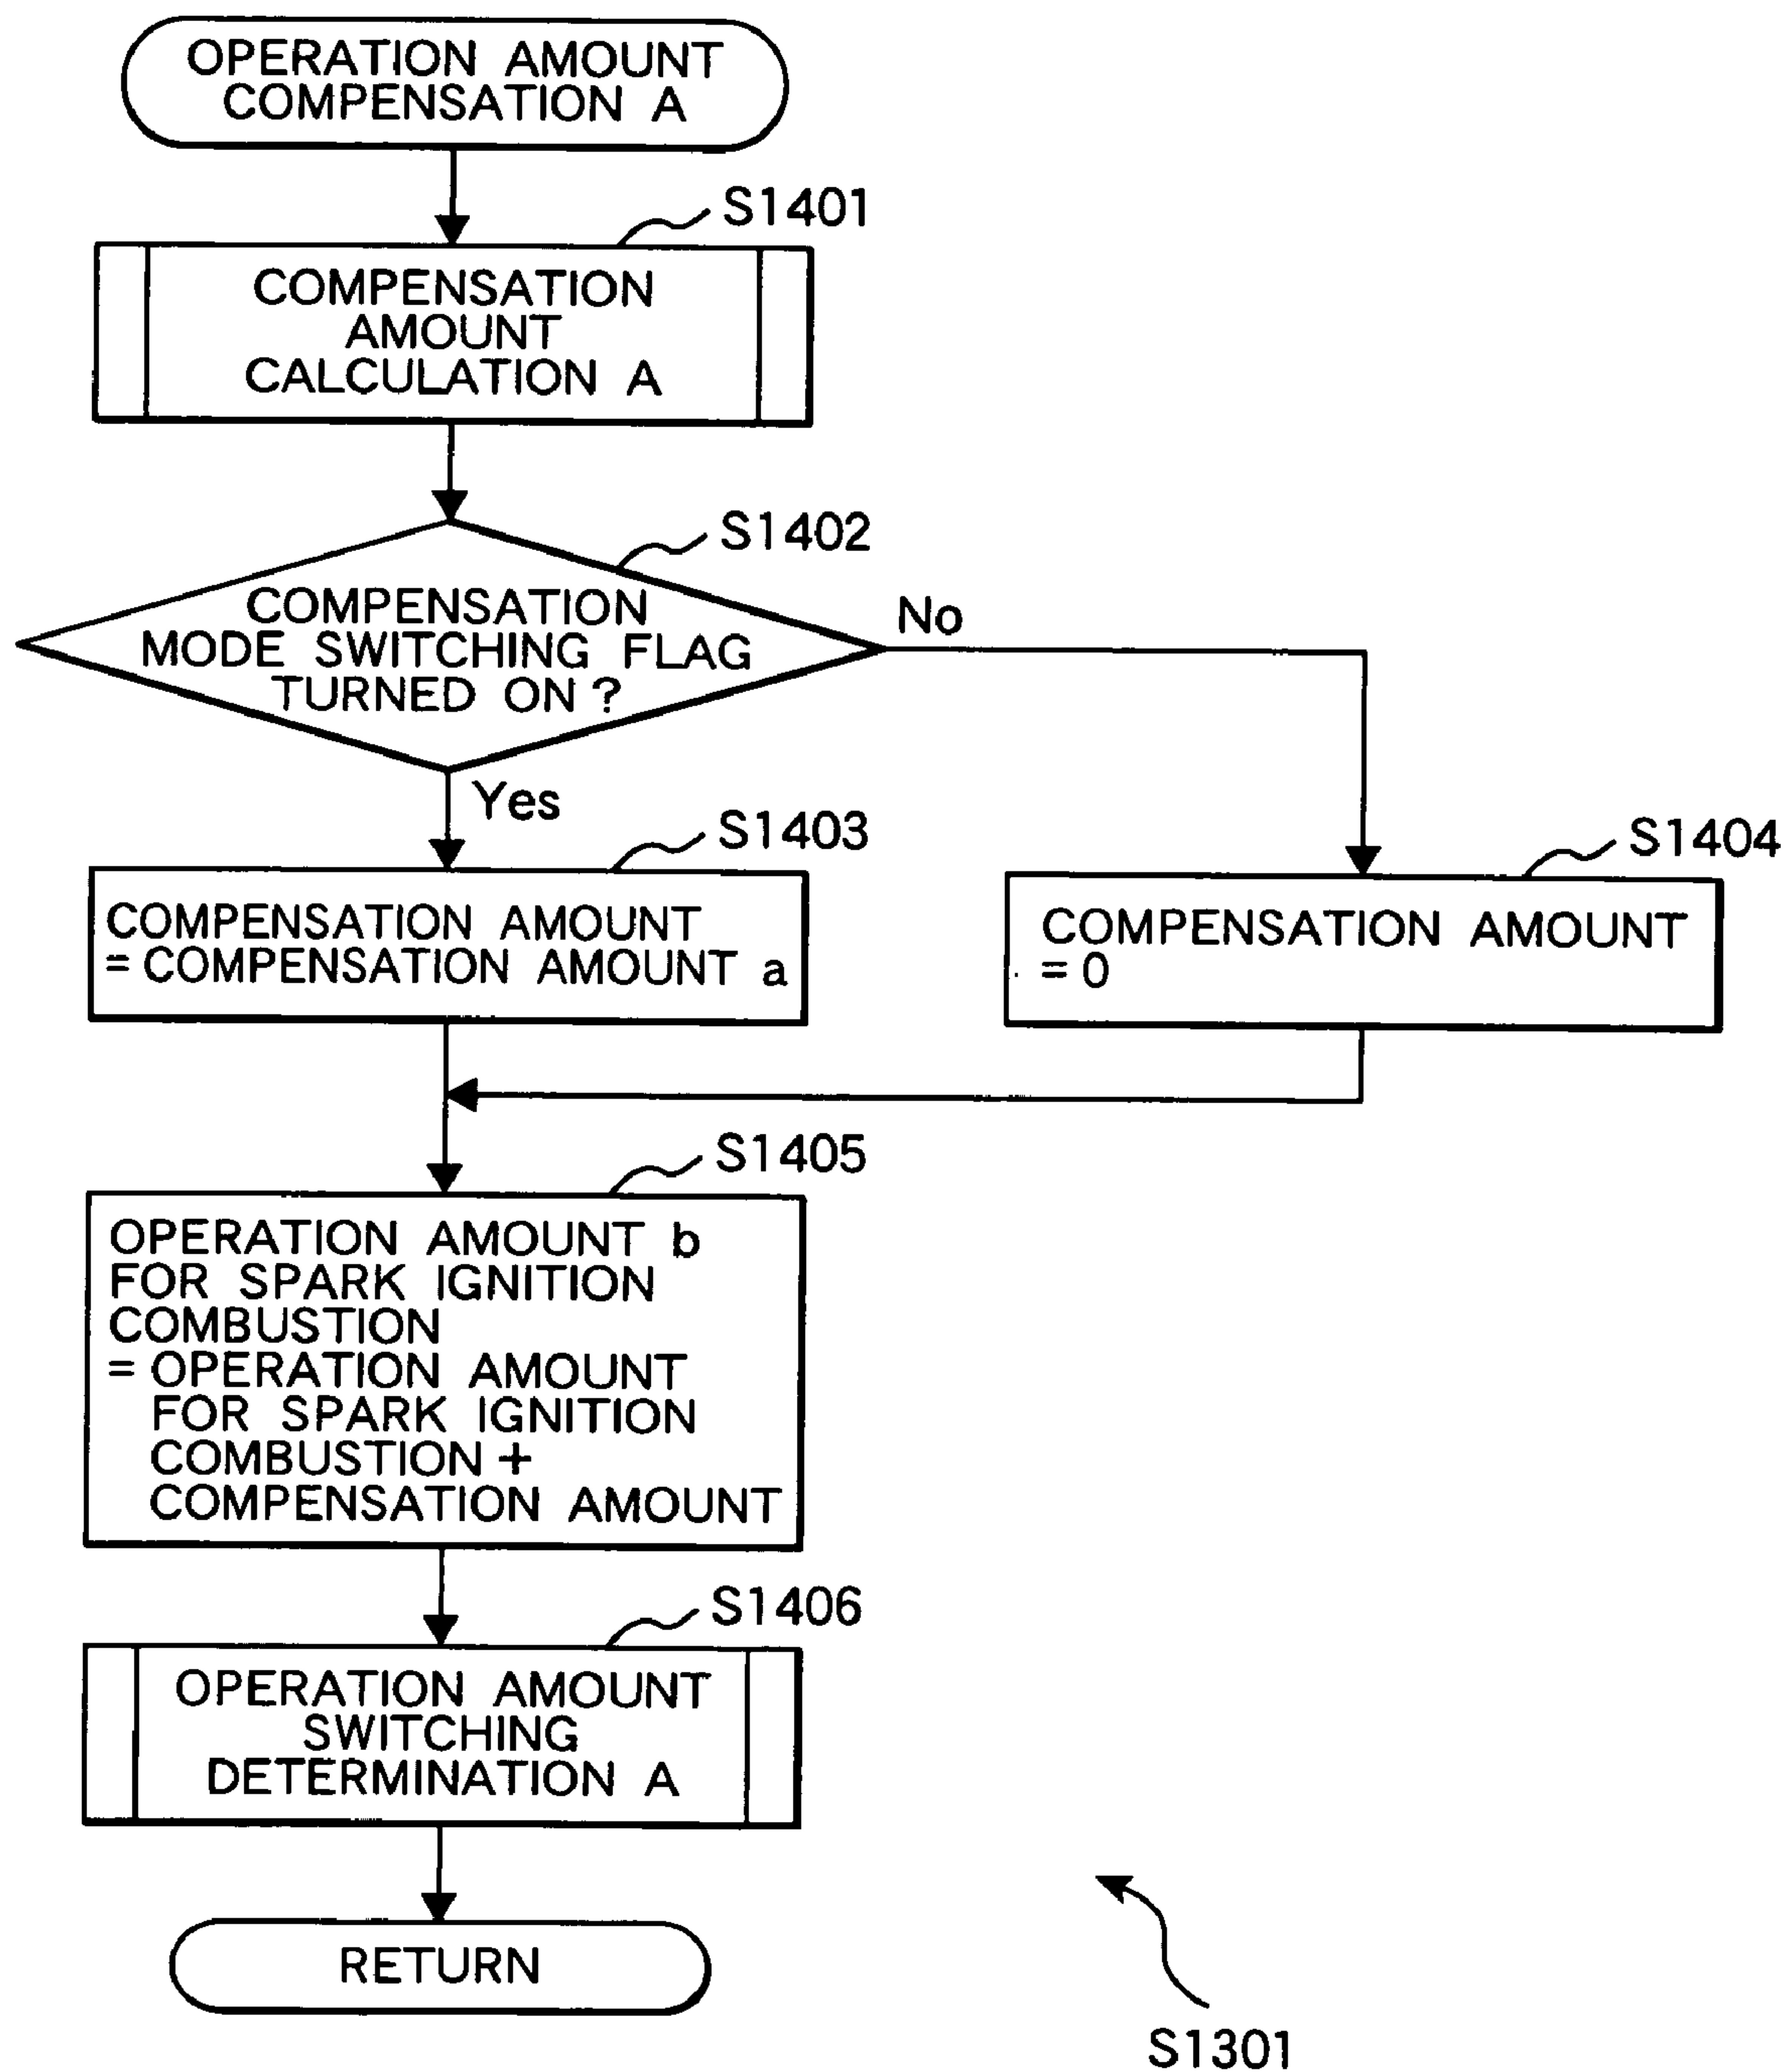 OPERATION AMOUNT
COMPENSATION A
S1401
COMPENSATION
AMOUNT
CALCULATION A
S1402
COMPENSATION
MODE SWITCHING FLAG
TURNED ON ?
No
Yes
S1403
COMPENSATION AMOUNT
= COMPENSATION AMOUNT a
S1404
COMPENSATION AMOUNT
= 0
S1405
OPERATION AMOUNT b
FOR SPARK IGNITION
COMBUSTION
= OPERATION AMOUNT
FOR SPARK IGNITION
COMBUSTION +
COMPENSATION AMOUNT
S1406
OPERATION AMOUNT
SWITCHING
DETERMINATION A
RETURN
S1301